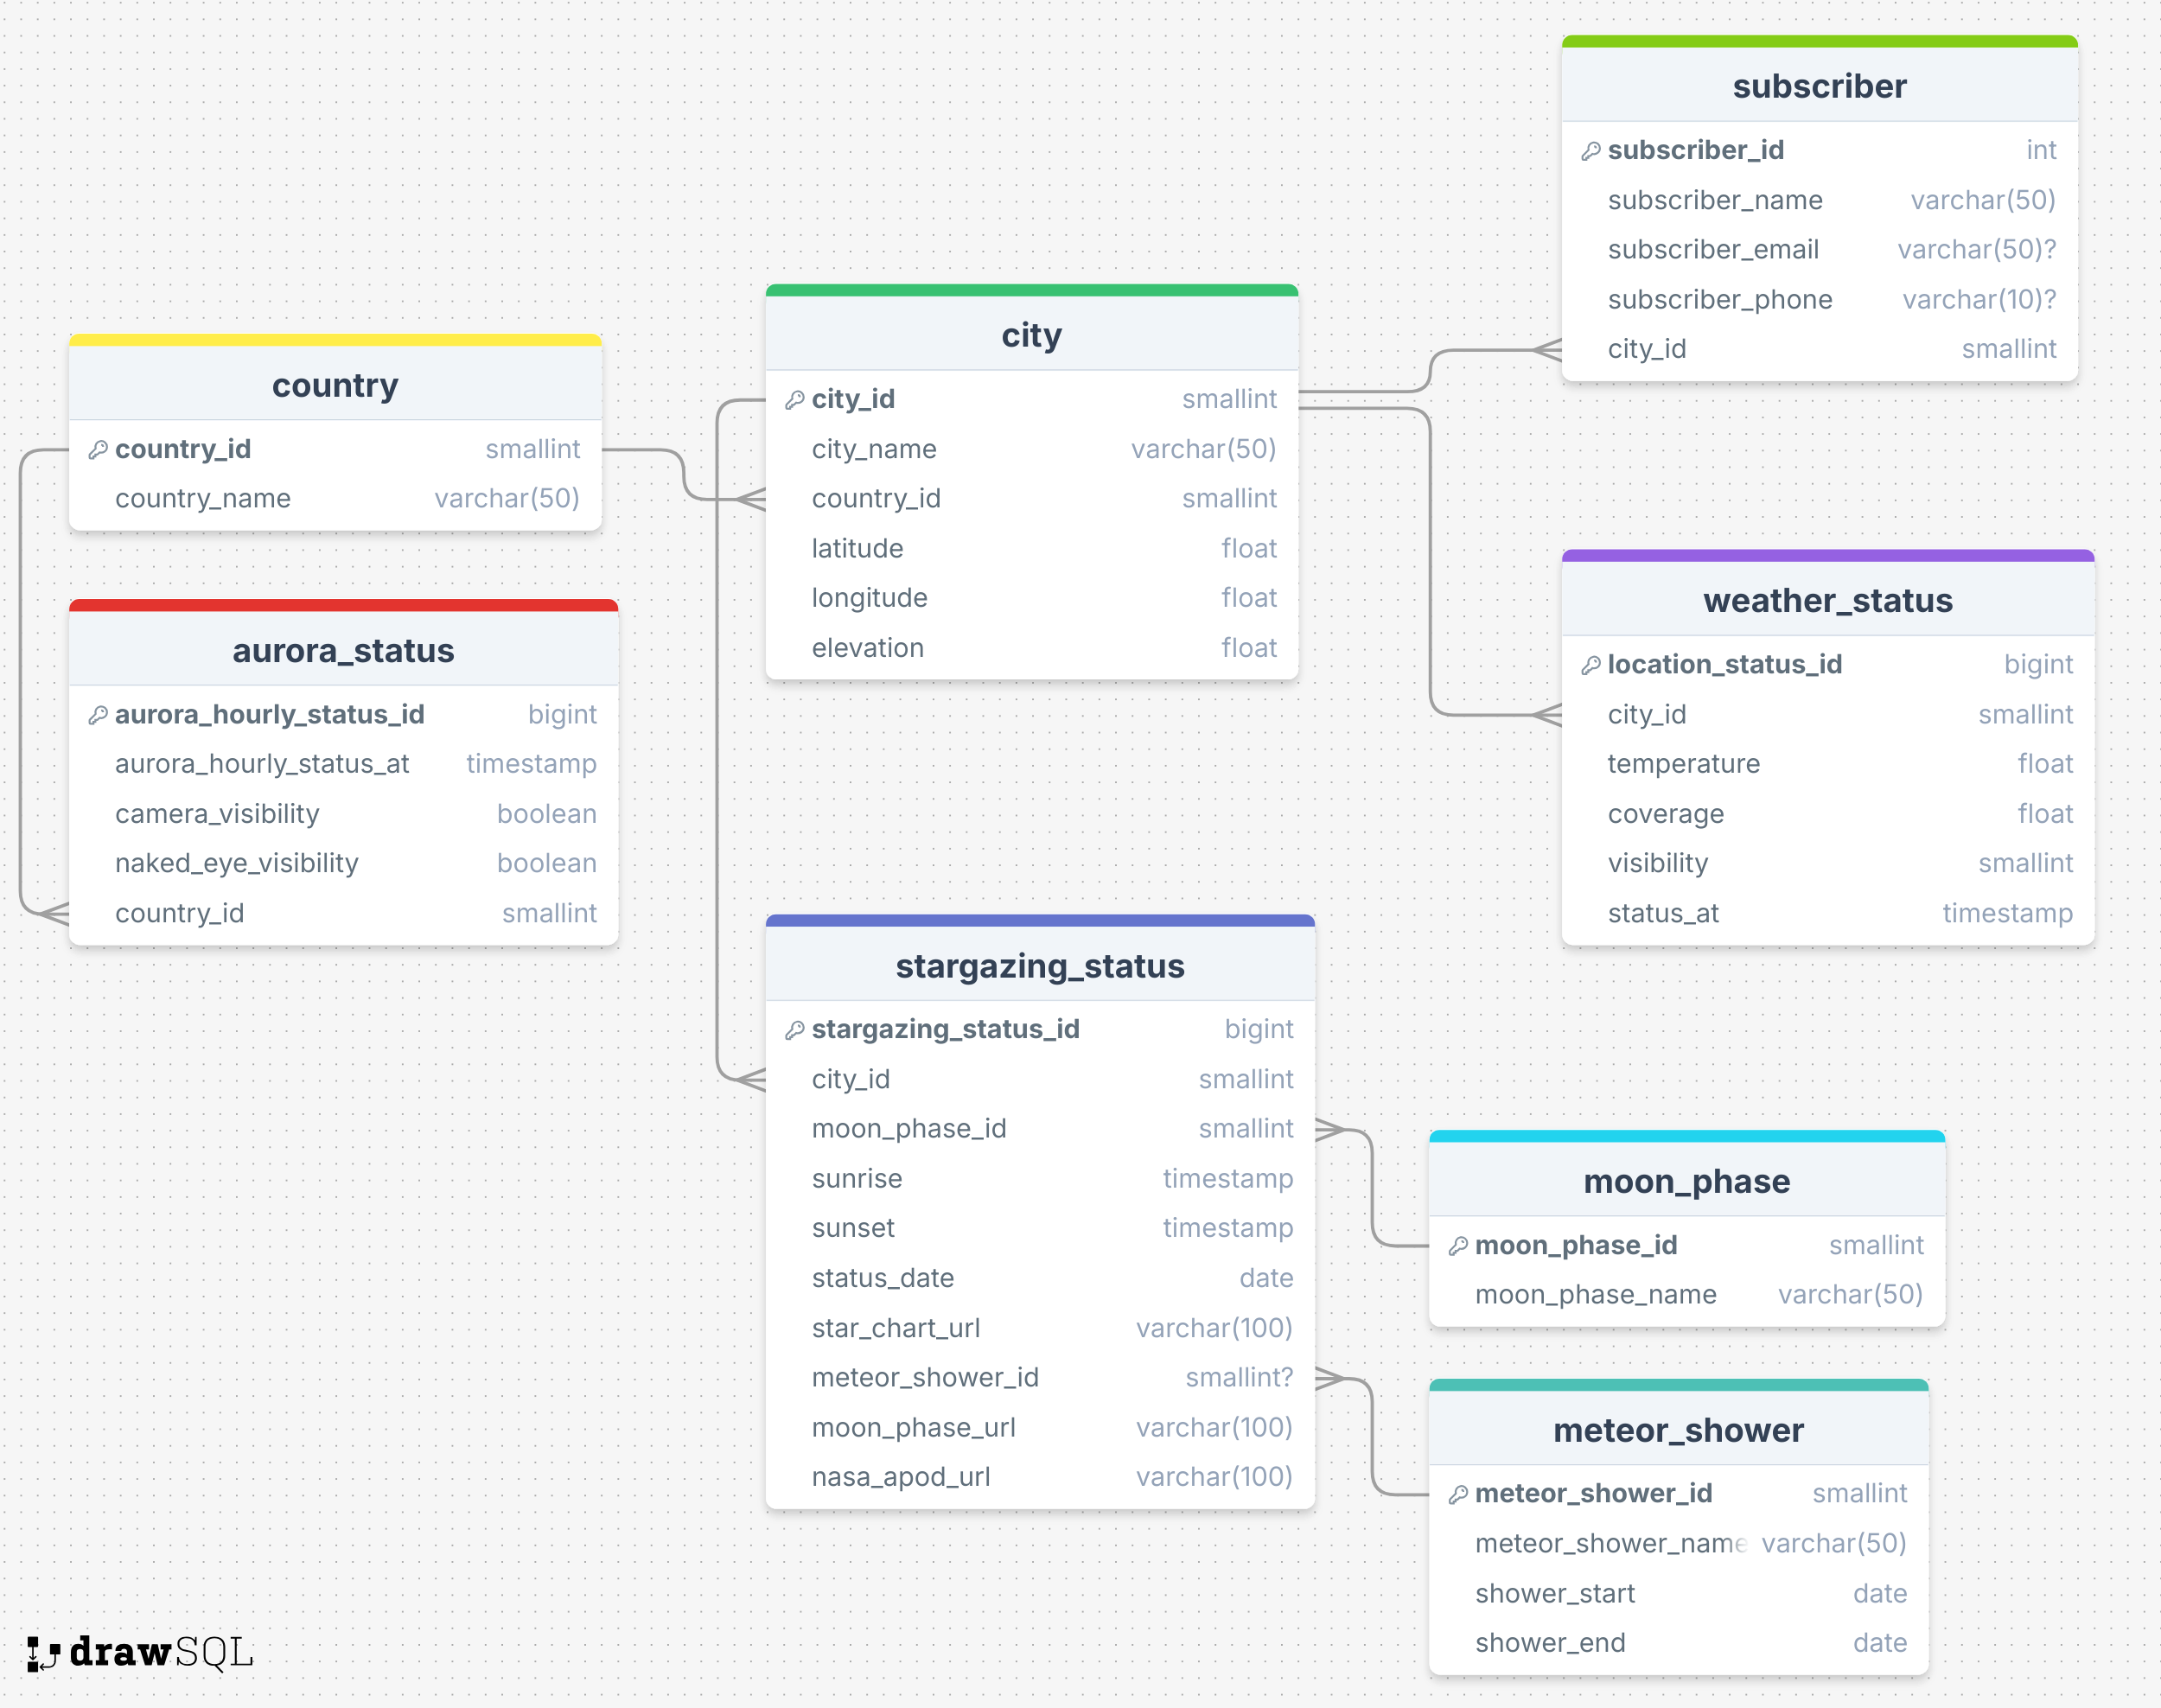 subscriber
subscriber_id int
subscriber_name varchar(50)
subscriber_email varchar(50)?
subscriber_phone varchar(10)?
city_id smallint
city
city_id smallint
city_name varchar(50)
country_id smallint
latitude float
longitude float
elevation float
country
country_id smallint
country_name varchar(50)
weather_status
location_status_id bigint
city_id smallint
temperature float
coverage float
visibility smallint
status_at timestamp
aurora_status
aurora_hourly_status_id bigint
aurora_hourly_status_at timestamp
camera_visibility boolean
naked_eye_visibility boolean
country_id smallint
stargazing_status
stargazing_status_id bigint
city_id smallint
moon_phase_id smallint
sunrise timestamp
sunset timestamp
status_date date
star_chart_url varchar(100)
meteor_shower_id smallint?
moon_phase_url varchar(100)
nasa_apod_url varchar(100)
moon_phase
moon_phase_id smallint
moon_phase_name varchar(50)
meteor_shower
meteor_shower_id smallint
meteor_shower_name varchar(50)
shower_start date
shower_end date
drawSQL